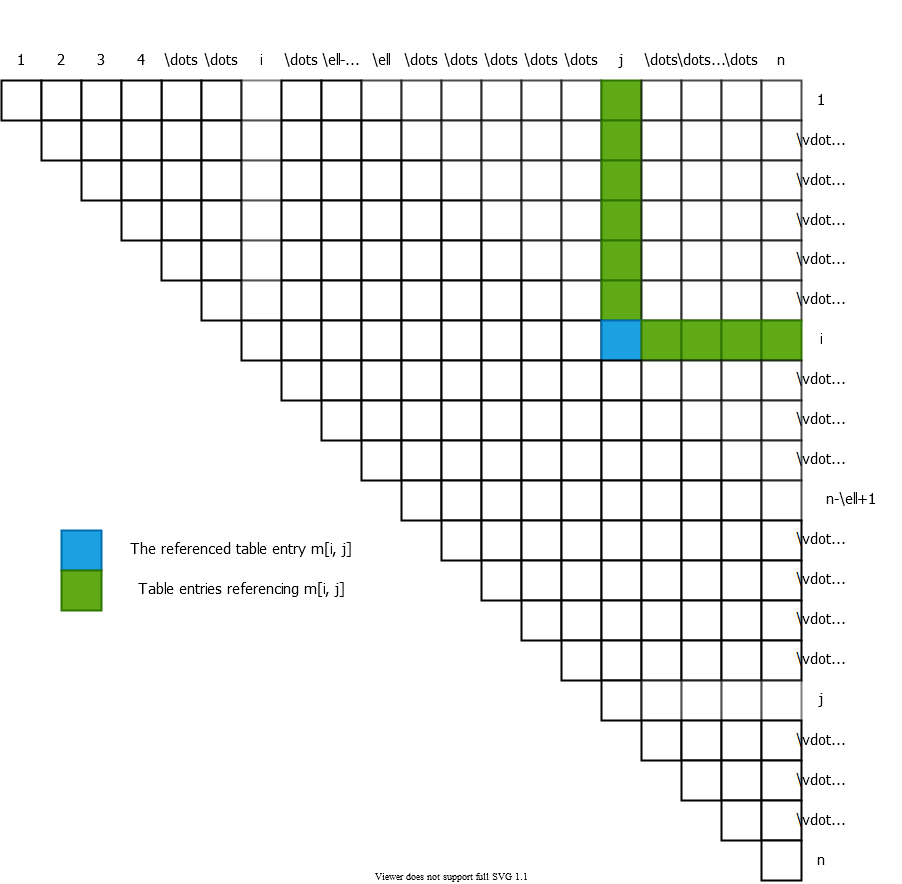 1 2 3 4 \dots \dots i \dots \ell-... \ell \dots \dots \dots \dots \dots j \dots \dots... \dots n
1
\vdot...
\vdot...
\vdot...
\vdot...
\vdot...
i
\vdot...
\vdot...
\vdot...
n-\ell+1
\vdot...
The referenced table entry m[i, j]
\vdot...
Table entries referencing m[i, j]
\vdot...
\vdot...
j
\vdot...
\vdot...
\vdot...
n
Viewer does not support full SVG 1.1